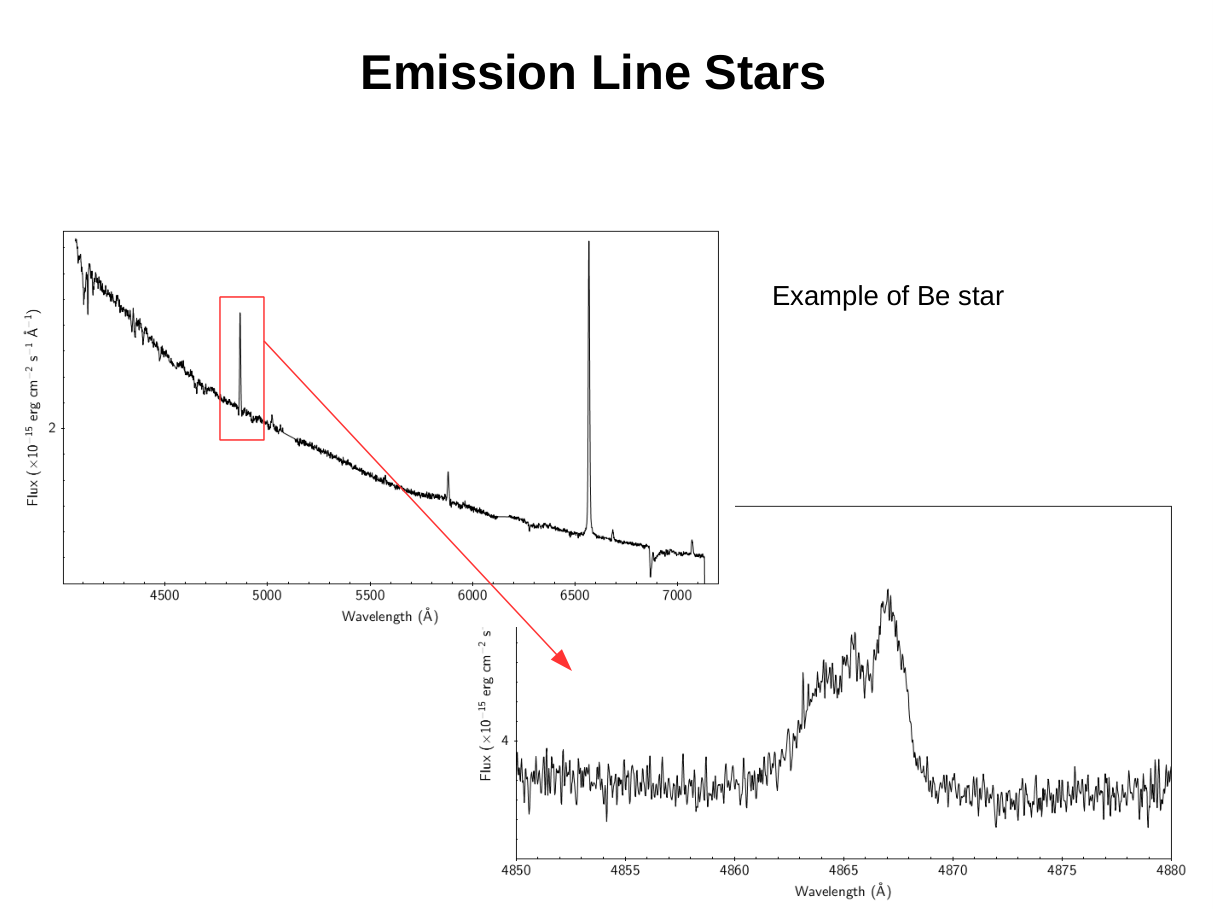 Emission Line Stars
Example of Be star
Flux (×10⁻¹⁵ erg cm⁻² s⁻¹ Å⁻¹)
2
4500 5000 5500 6000 6500 7000
Wavelength (Å)
Flux (×10⁻¹⁵ erg cm⁻² s
4
4850 4855 4860 4865 4870 4875 4880
Wavelength (Å)